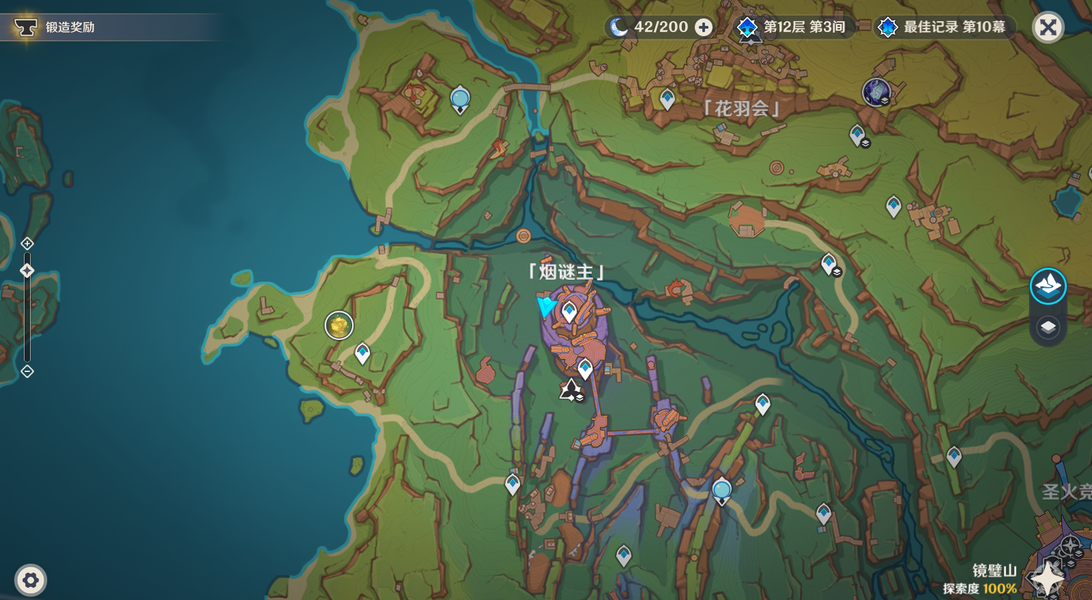 锻造奖励
42/200
第12层 第3间
最佳记录 第10幕
「花羽会」
「烟谜主」
圣火竞
镜璧山
探索度 100%